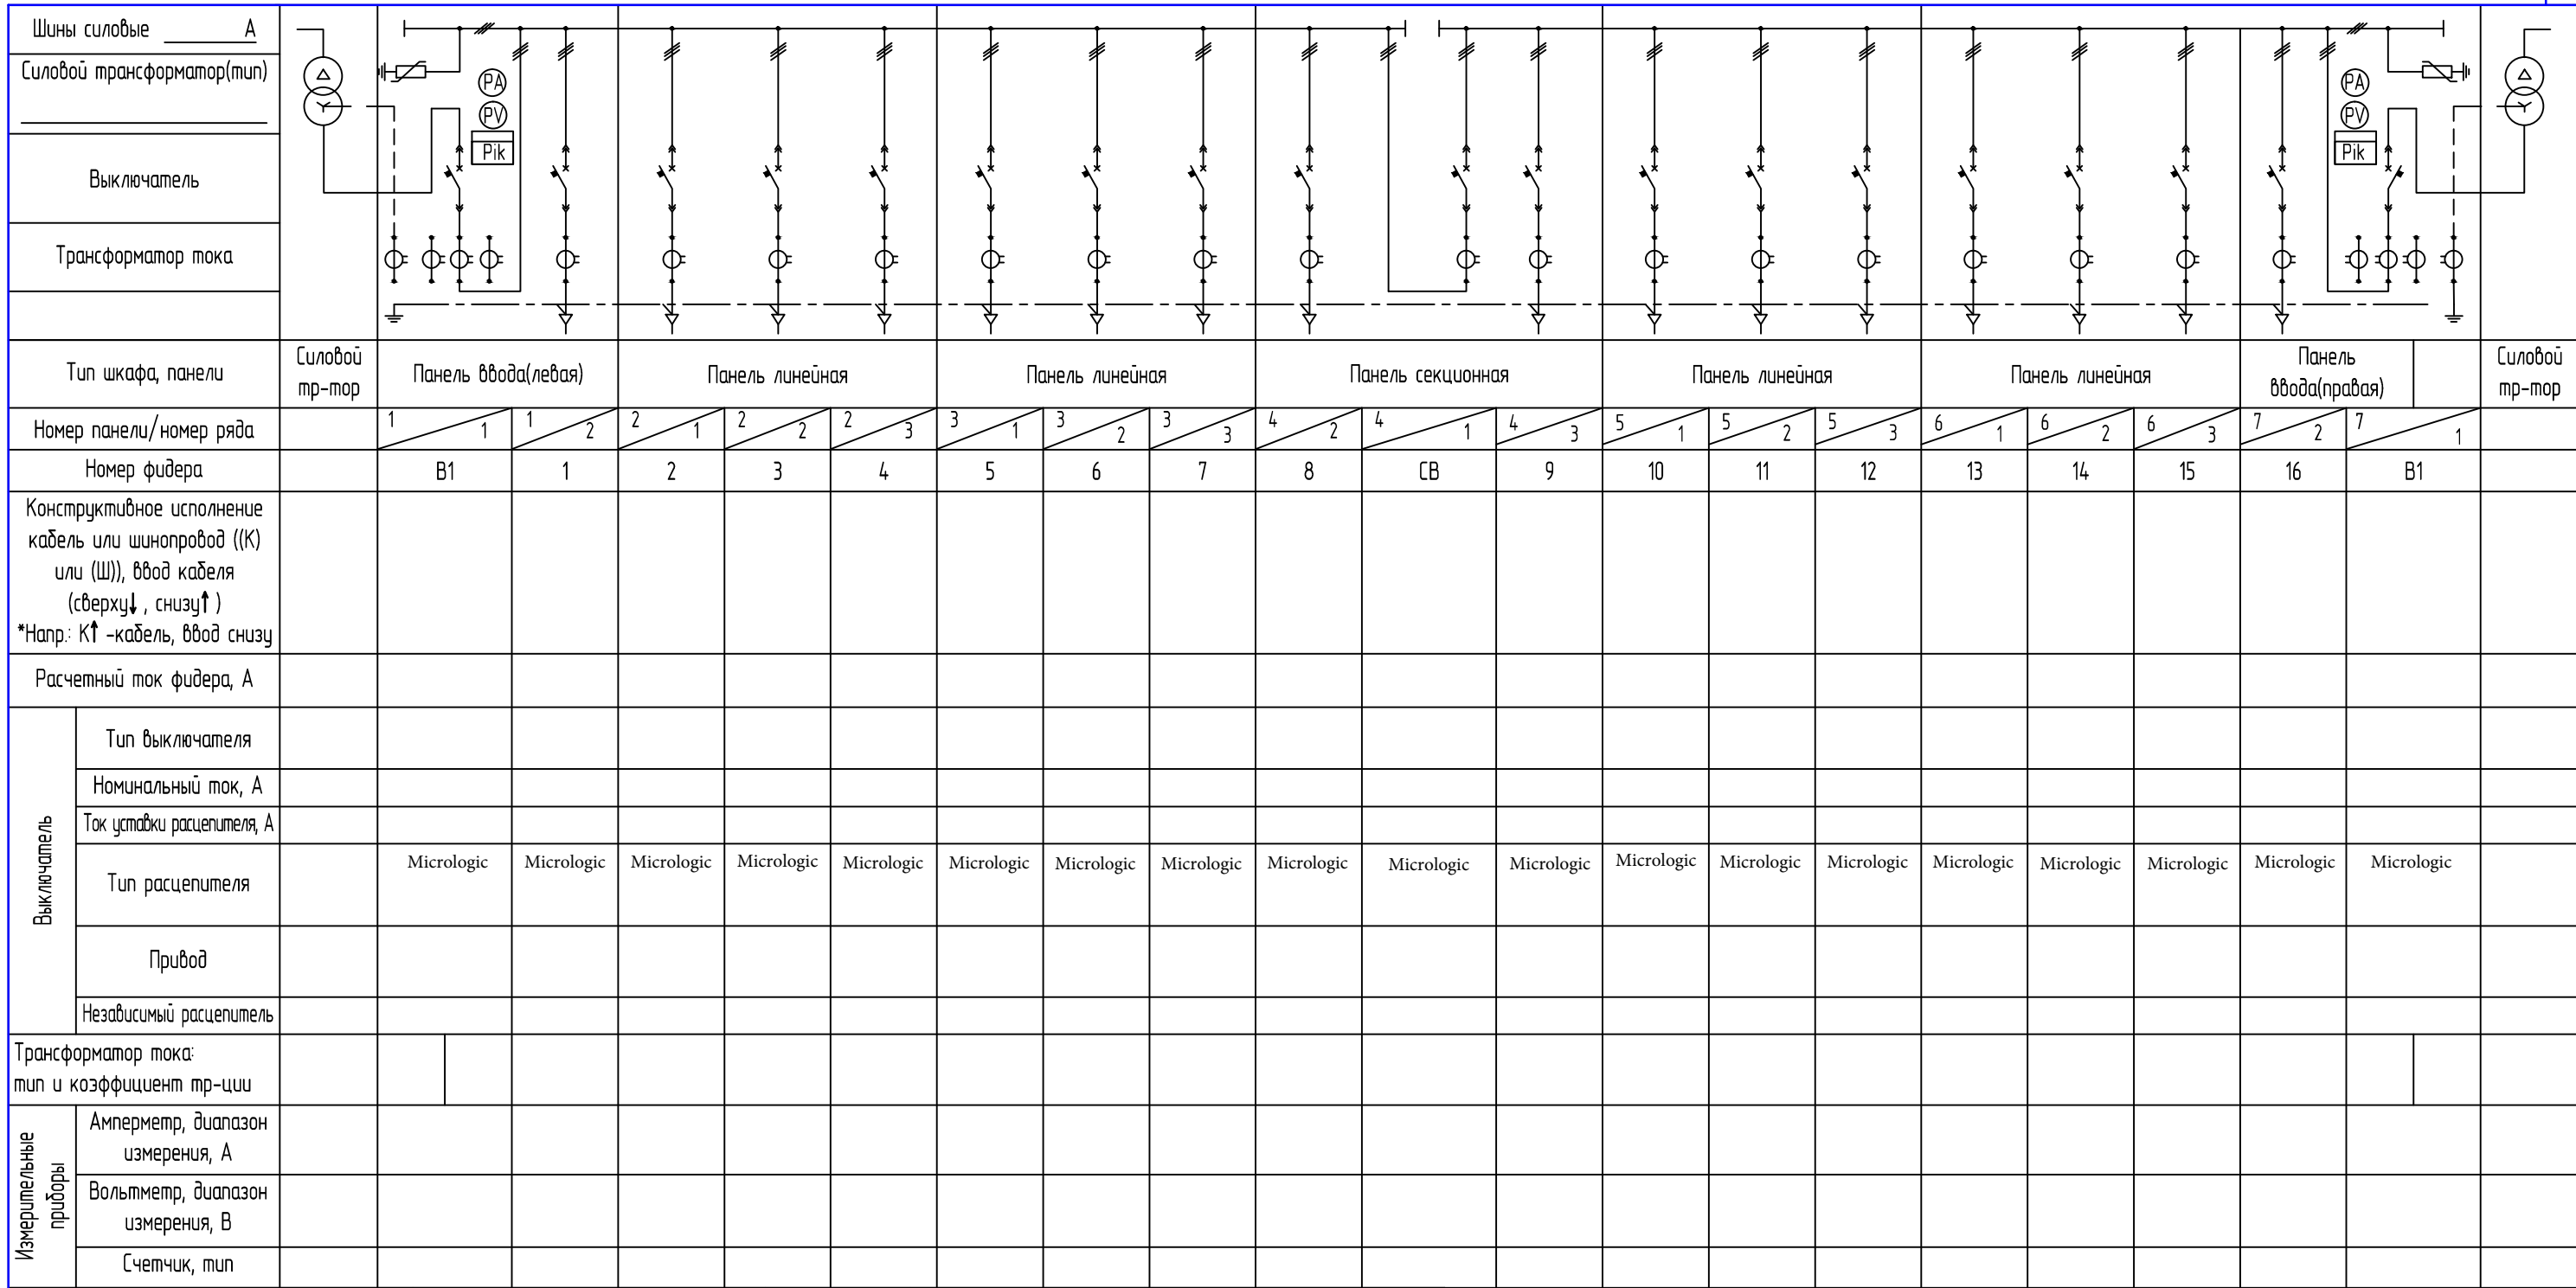 Шины силовые ________ А
Силовой трансформатор(тип)
Выключатель
Трансформатор тока
PA
PV
Pik
PA
PV
Pik
Тип шкафа, панели
Силовой
тр-тор
Панель ввода(левая)
Панель линейная
Панель линейная
Панель секционная
Панель линейная
Панель линейная
Панель
ввода(правая)
Силовой
тр-тор
Номер панели/номер ряда
1 1 1 2 2 1 2 2 2 3 3 1 3 2 3 3 4 2 4 1 4 3 5 1 5 2 5 3 6 1 6 2 6 3 7 2 7 1
Номер фидера
В1 1 2 3 4 5 6 7 8 СВ 9 10 11 12 13 14 15 16 В1
Конструктивное исполнение
кабель или шинопровод ((К)
или (Ш)), ввод кабеля
(сверху↓ , снизу↑ )
*Напр.: К↑ -кабель, ввод снизу
Расчетный ток фидера, А
Выключатель
Тип выключателя
Номинальный ток, А
Ток уставки расцепителя, А
Тип расцепителя
Micrologic Micrologic Micrologic Micrologic Micrologic Micrologic Micrologic Micrologic Micrologic Micrologic Micrologic Micrologic Micrologic Micrologic Micrologic Micrologic Micrologic Micrologic Micrologic
Привод
Независимый расцепитель
Трансформатор тока:
тип и коэффициент тр-ции
Измерительные
приборы
Амперметр, диапазон
измерения, А
Вольтметр, диапазон
измерения, В
Счетчик, тип